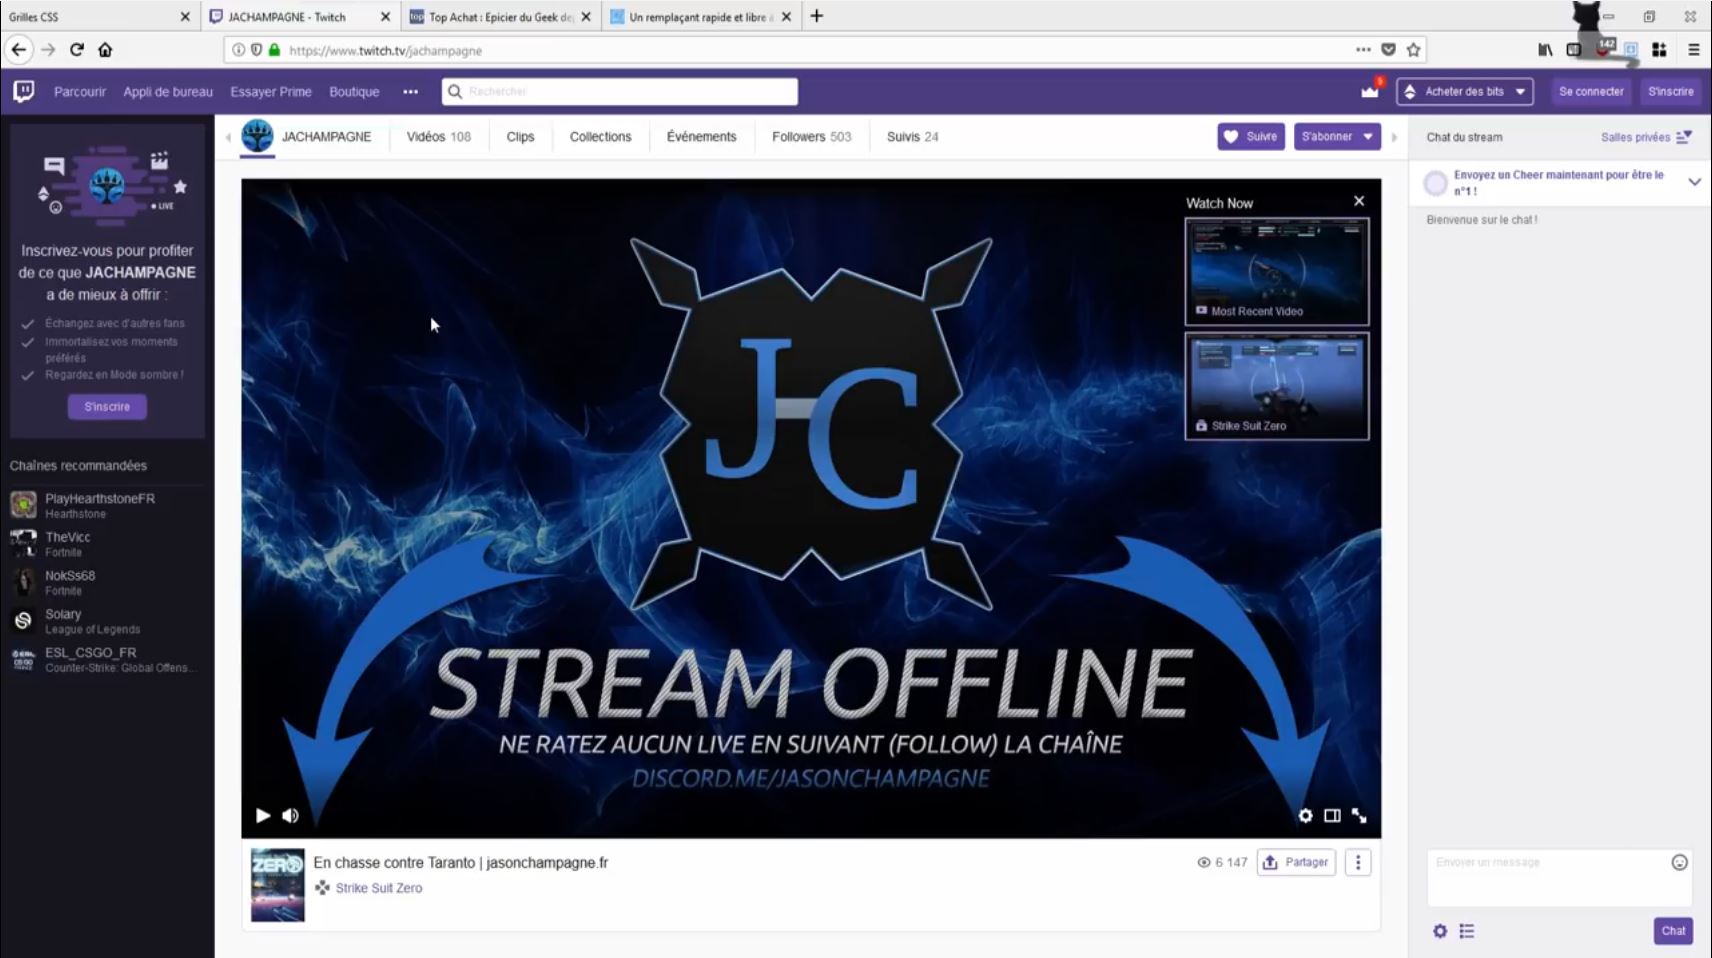 Grilles CSS
JACHAMPAGNE - Twitch
Top Achat : Epicier du Geek de
Un remplaçant rapide et libre à
https://www.twitch.tv/jachampagne
142
Parcourir
Appli de bureau
Essayer Prime
Boutique
Rechercher
Acheter des bits
Se connecter
S'inscrire
JACHAMPAGNE
Vidéos 108
Clips
Collections
Événements
Followers 503
Suivis 24
Suivre
S'abonner
Chat du stream
Salles privées
LIVE
Inscrivez-vous pour profiter
de ce que JACHAMPAGNE
a de mieux à offrir :
Échangez avec d'autres fans
Immortalisez vos moments
préférés
Regardez en Mode sombre !
S'inscrire
Chaînes recommandées
PlayHearthstoneFR
Hearthstone
TheVicc
Fortnite
NokSs68
Fortnite
Solary
League of Legends
ESL_CSGO_FR
Counter-Strike: Global Offens...
Watch Now
Most Recent Video
Strike Suit Zero
JC
STREAM OFFLINE
NE RATEZ AUCUN LIVE EN SUIVANT (FOLLOW) LA CHAÎNE
DISCORD.ME/JASONCHAMPAGNE
ZERO
En chasse contre Taranto | jasonchampagne.fr
Strike Suit Zero
6 147
Partager
Envoyez un Cheer maintenant pour être le
n°1 !
Bienvenue sur le chat !
Envoyer un message
Chat